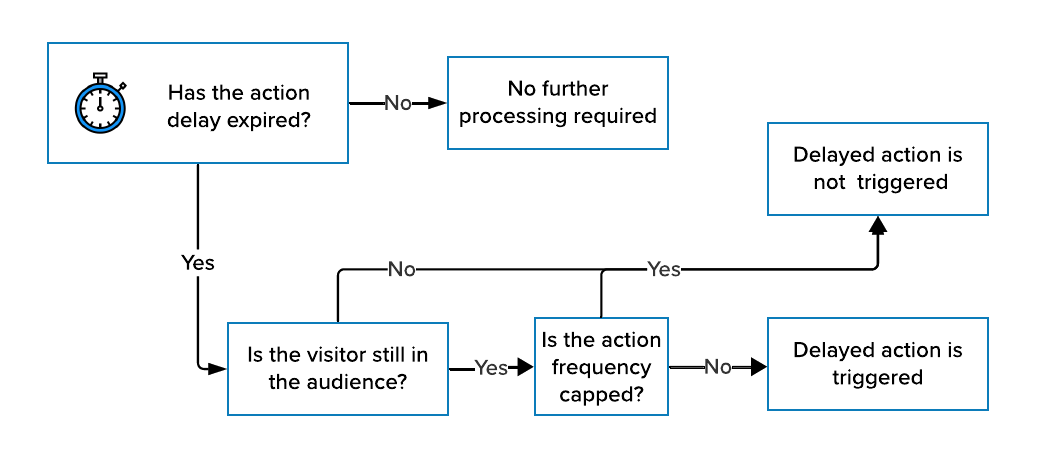 Has the action
delay expired?
No
No further
processing required
Delayed action is
not  triggered
Yes
No
Yes
Is the visitor still in
the audience?
Yes
Is the action
frequency
capped?
No
Delayed action is
triggered